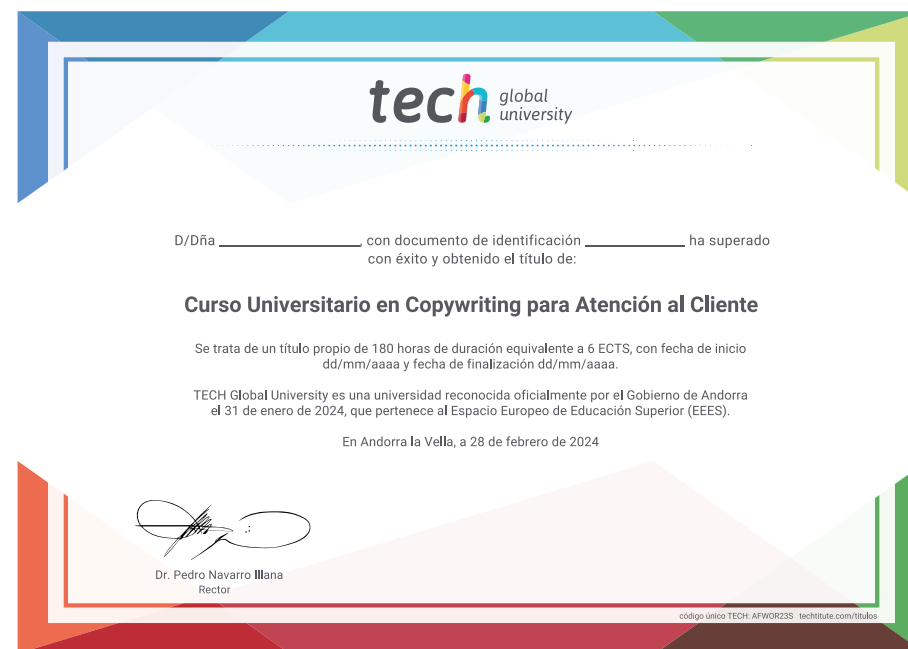 tech global university
D/Dña ____________, con documento de identificación ____________ ha superado
con éxito y obtenido el título de:
Curso Universitario en Copywriting para Atención al Cliente
Se trata de un título propio de 180 horas de duración equivalente a 6 ECTS, con fecha de inicio
dd/mm/aaaa y fecha de finalización dd/mm/aaaa.
TECH Global University es una universidad reconocida oficialmente por el Gobierno de Andorra
el 31 de enero de 2024, que pertenece al Espacio Europeo de Educación Superior (EEES).
En Andorra la Vella, a 28 de febrero de 2024
Dr. Pedro Navarro Illana
Rector
código único TECH: AFWOR23S techtitute.com/titulos